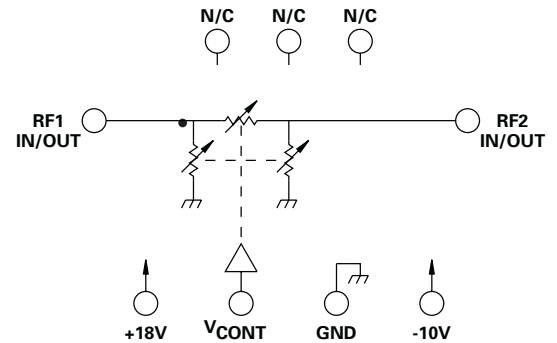 N/C N/C N/C
RF1 RF2
IN/OUT IN/OUT
+18V VCONT GND -10V